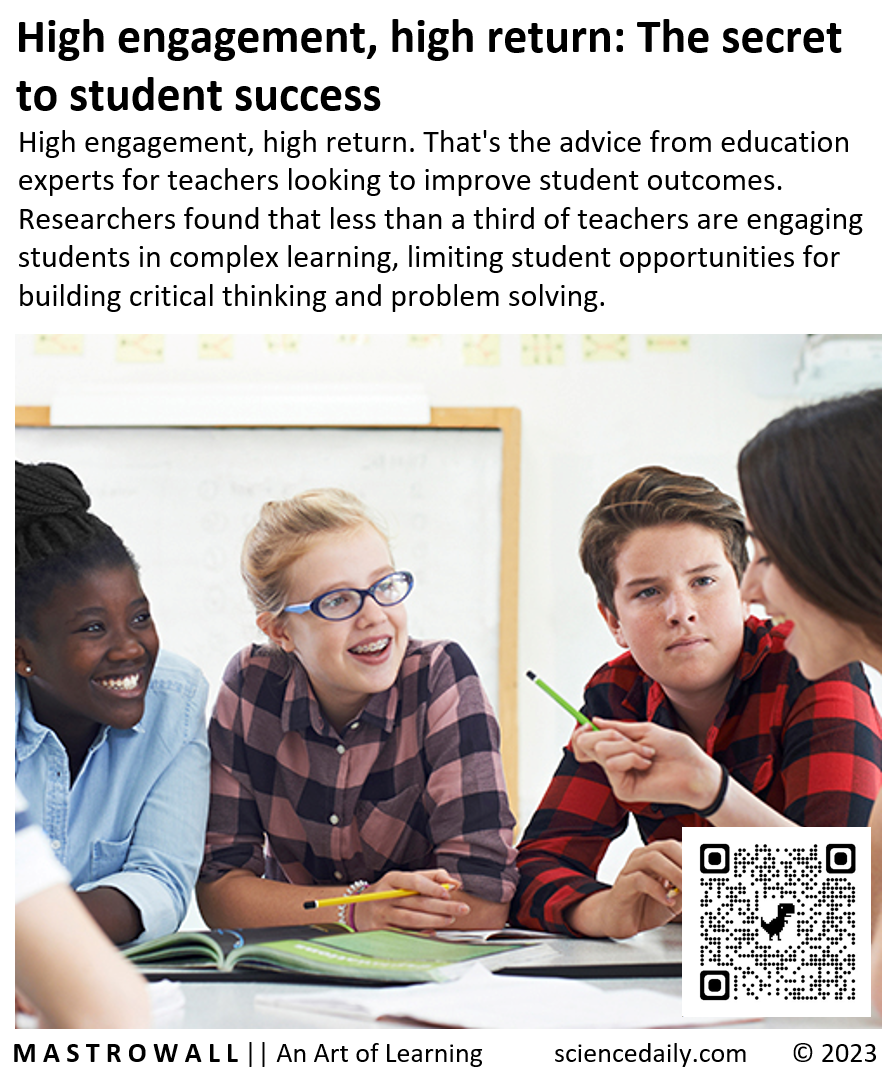 High engagement, high return: The secret
to student success
High engagement, high return. That's the advice from education
experts for teachers looking to improve student outcomes.
Researchers found that less than a third of teachers are engaging
students in complex learning, limiting student opportunities for
building critical thinking and problem solving.
MASTROWALL || An Art of Learning sciencedaily.com © 2023